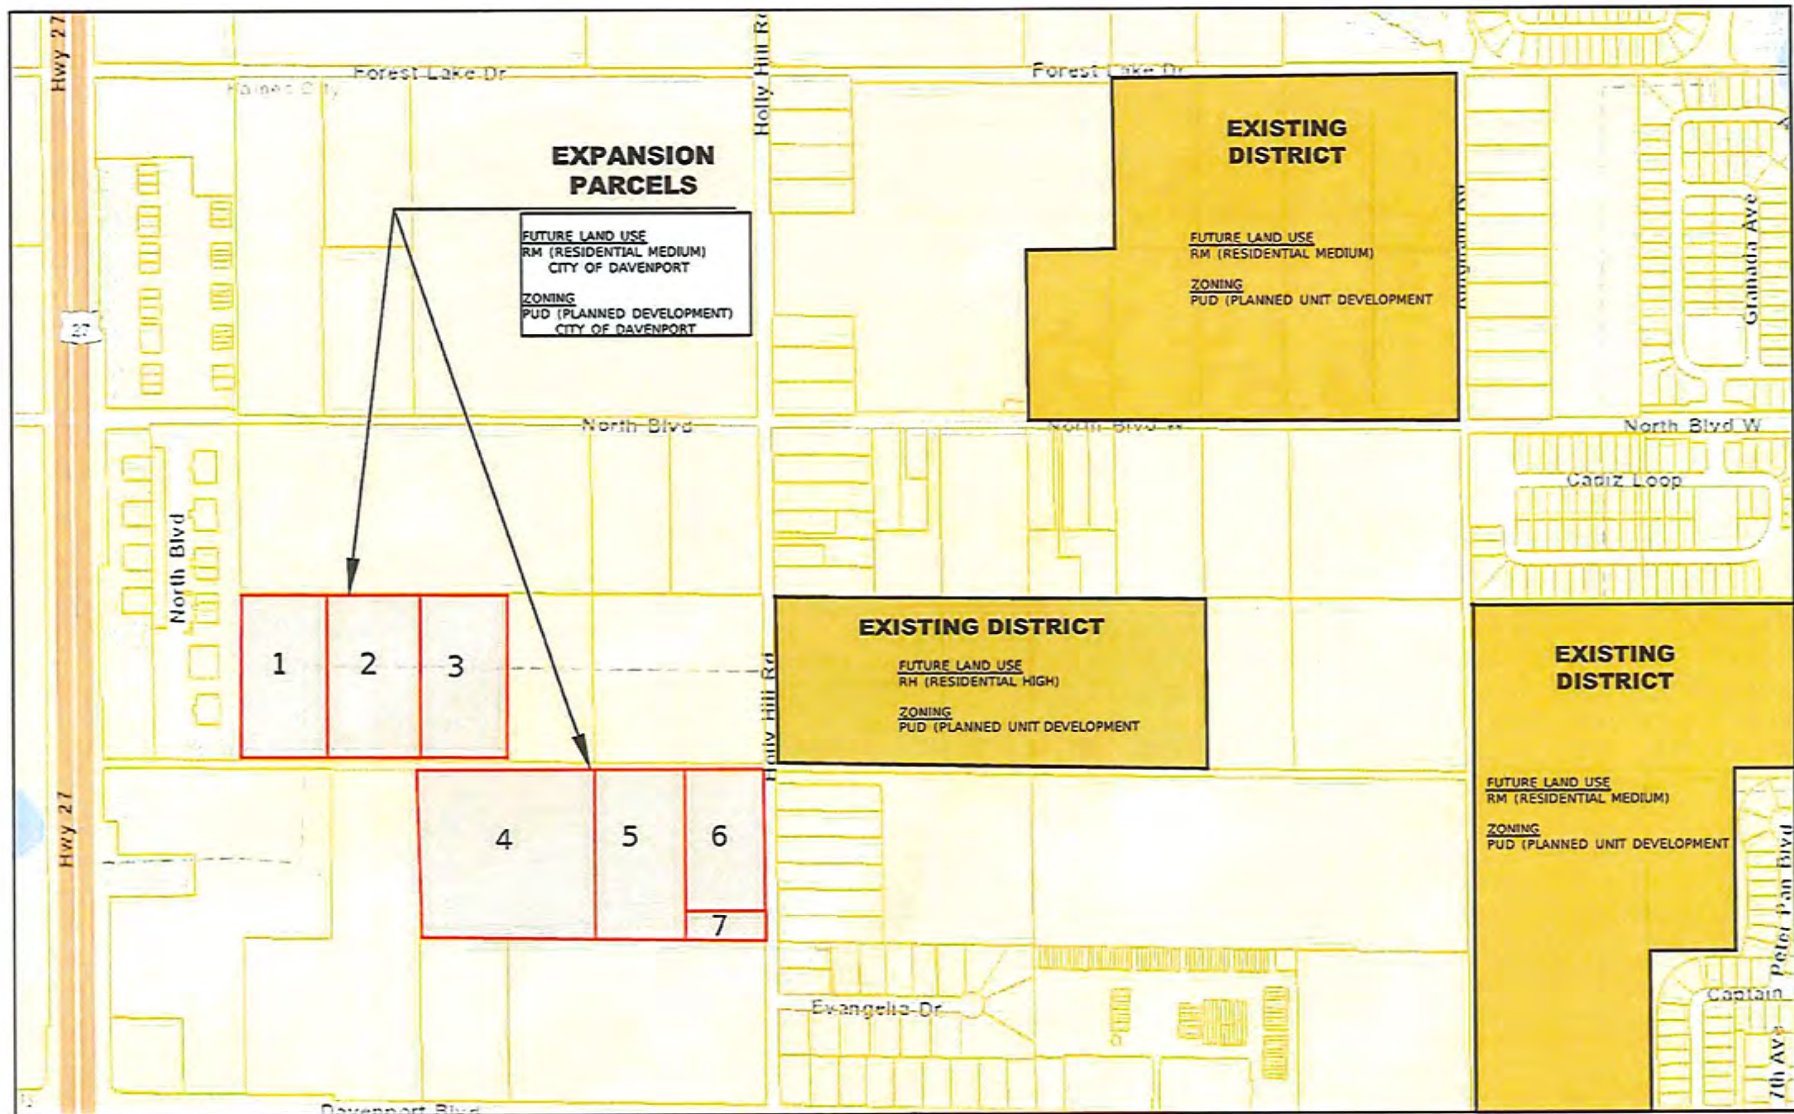 Hwy 27
Forest Lake Dr
Haines City
Holly Hill Rd
Forest Lake Dr
EXPANSION
PARCELS
FUTURE LAND USE
RM (RESIDENTIAL MEDIUM)
CITY OF DAVENPORT
ZONING
PUD (PLANNED DEVELOPMENT)
CITY OF DAVENPORT
EXISTING
DISTRICT
FUTURE LAND USE
RM (RESIDENTIAL MEDIUM)
ZONING
PUD (PLANNED UNIT DEVELOPMENT
Granada Ave
27
North Blvd
North Blvd W
North Blvd W
Cadiz Loop
North Blvd
1
2
3
Holly Hill Rd
EXISTING DISTRICT
FUTURE LAND USE
RH (RESIDENTIAL HIGH)
ZONING
PUD (PLANNED UNIT DEVELOPMENT
EXISTING
DISTRICT
FUTURE LAND USE
RM (RESIDENTIAL MEDIUM)
ZONING
PUD (PLANNED UNIT DEVELOPMENT
Hwy 27
4
5
6
7
Peter Pan Blvd
Evangelia Dr
Captain
7th Ave
Davenport Blvd